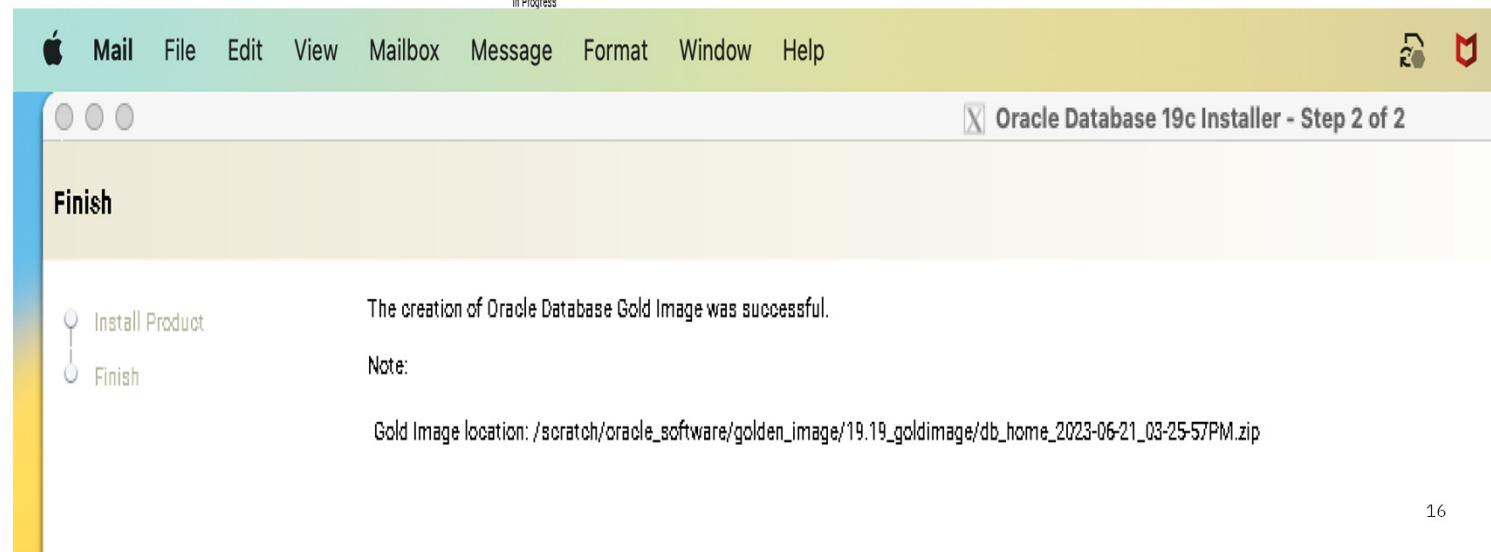 In Progress
Mail File Edit View Mailbox Message Format Window Help
X Oracle Database 19c Installer - Step 2 of 2
Finish
The creation of Oracle Database Gold Image was successful.
Install Product
Note:
Finish
Gold Image location: /scratch/oracle_software/golden_image/19.19_goldimage/db_home_2023-06-21_03-25-57PM.zip
16